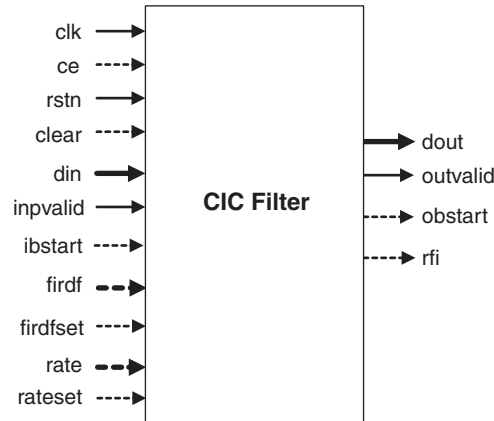 clk
ce
rstn
clear
din
inpvalid
ibstart
firdf
firdfset
rate
rateset
CIC Filter
dout
outvalid
obstart
rfi